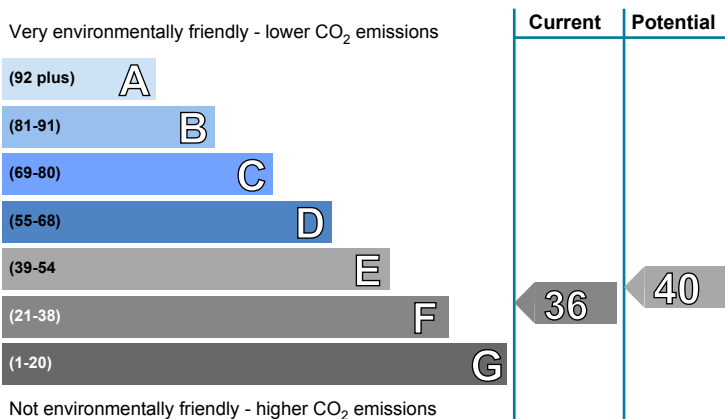 Very environmentally friendly - lower CO2 emissions
Current
Potential
(92 plus) A
(81-91) B
(69-80) C
(55-68) D
(39-54 E
(21-38) F
(1-20) G
36
40
Not environmentally friendly - higher CO2 emissions